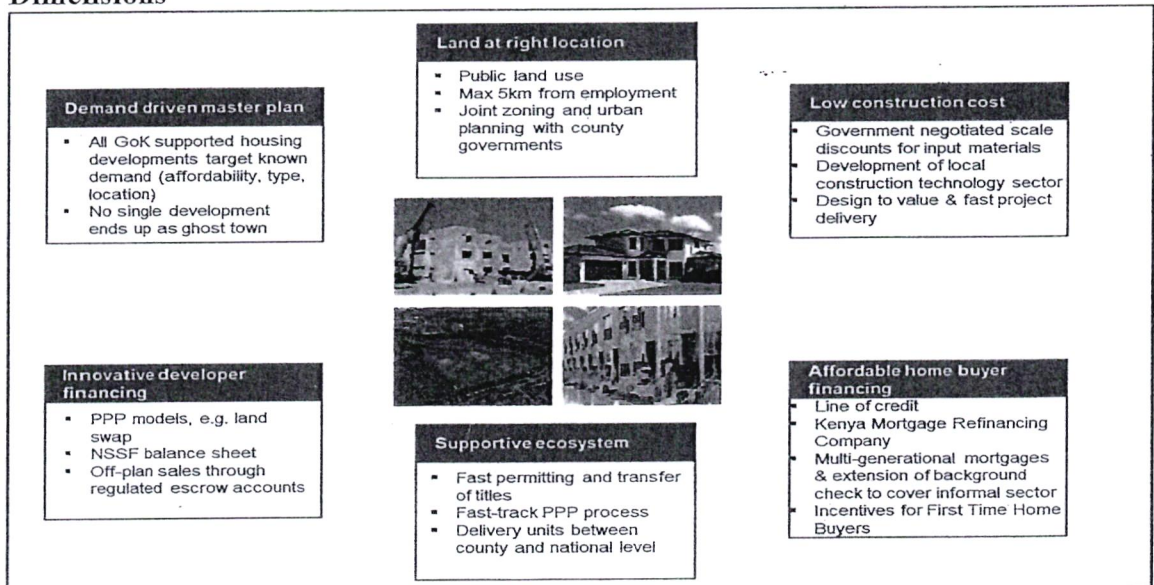 Dimensions
Land at right location
▪ Public land use
▪ Max 5km from employment
▪ Joint zoning and urban
planning with county
governments
Demand driven master plan
▪ All GoK supported housing
developments target known
demand (affordability, type,
location)
▪ No single development
ends up as ghost town
Low construction cost
▪ Government negotiated scale
discounts for input materials
▪ Development of local
construction technology sector
▪ Design to value & fast project
delivery
Innovative developer
financing
▪ PPP models, e.g. land
swap
▪ NSSF balance sheet
▪ Off-plan sales through
regulated escrow accounts
Supportive ecosystem
▪ Fast permitting and transfer
of titles
▪ Fast-track PPP process
▪ Delivery units between
county and national level
Affordable home buyer
financing
▪ Line of credit
▪ Kenya Mortgage Refinancing
Company
▪ Multi-generational mortgages
& extension of background
check to cover informal sector
▪ Incentives for First Time Home
Buyers